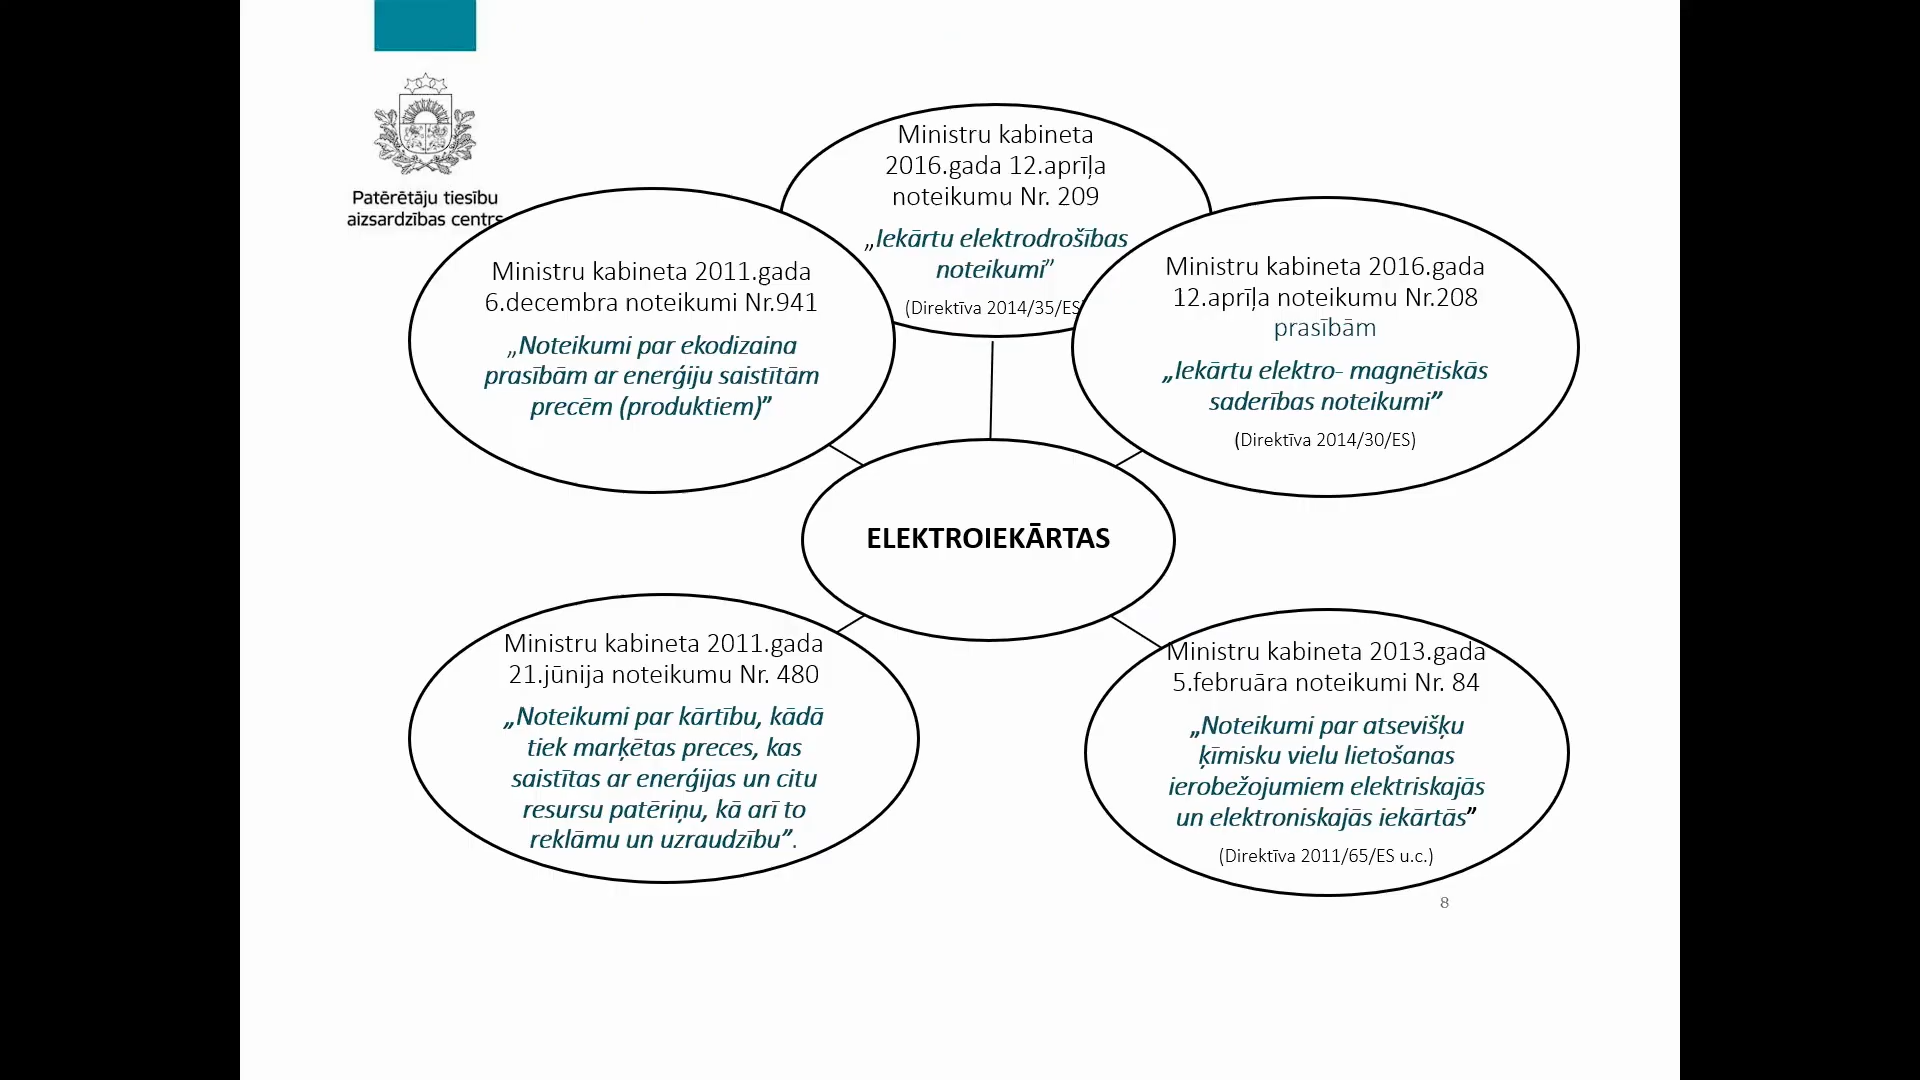 Patērētāju tiesību
aizsardzības centrs
Ministru kabineta
2016.gada 12.aprīļa
noteikumu Nr. 209
„Iekārtu elektrodrošības
noteikumi”
(Direktīva 2014/35/ES
Ministru kabineta 2011.gada
6.decembra noteikumi Nr.941
„Noteikumi par ekodizaina
prasībām ar enerģiju saistītām
precēm (produktiem)”
Ministru kabineta 2016.gada
12.aprīļa noteikumu Nr.208
prasībām
„Iekārtu elektro- magnētiskās
saderības noteikumi”
(Direktīva 2014/30/ES)
ELEKTROIEKĀRTAS
Ministru kabineta 2011.gada
21.jūnija noteikumu Nr. 480
„Noteikumi par kārtību, kādā
tiek marķētas preces, kas
saistītas ar enerģijas un citu
resursu patēriņu, kā arī to
reklāmu un uzraudzību”.
Ministru kabineta 2013.gada
5.februāra noteikumi Nr. 84
„Noteikumi par atsevišķu
ķīmisku vielu lietošanas
ierobežojumiem elektriskajās
un elektroniskajās iekārtās”
(Direktīva 2011/65/ES u.c.)
8